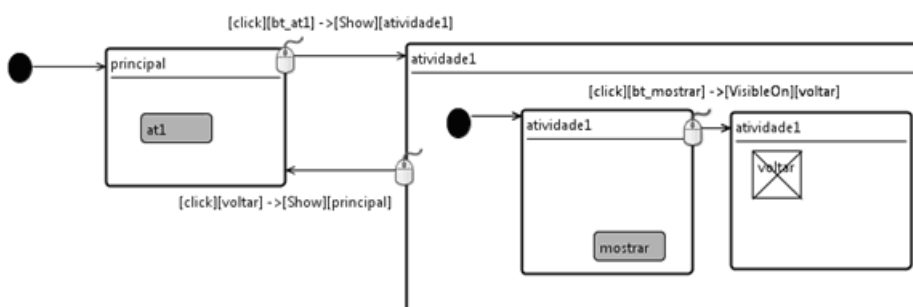 [click][bt_at1] ->[Show][atividade1]
principal
at1
[click][voltar] ->[Show][principal]
atividade1
[click][bt_mostrar] ->[VisibleOn][voltar]
atividade1
mostrar
atividade1
voltar